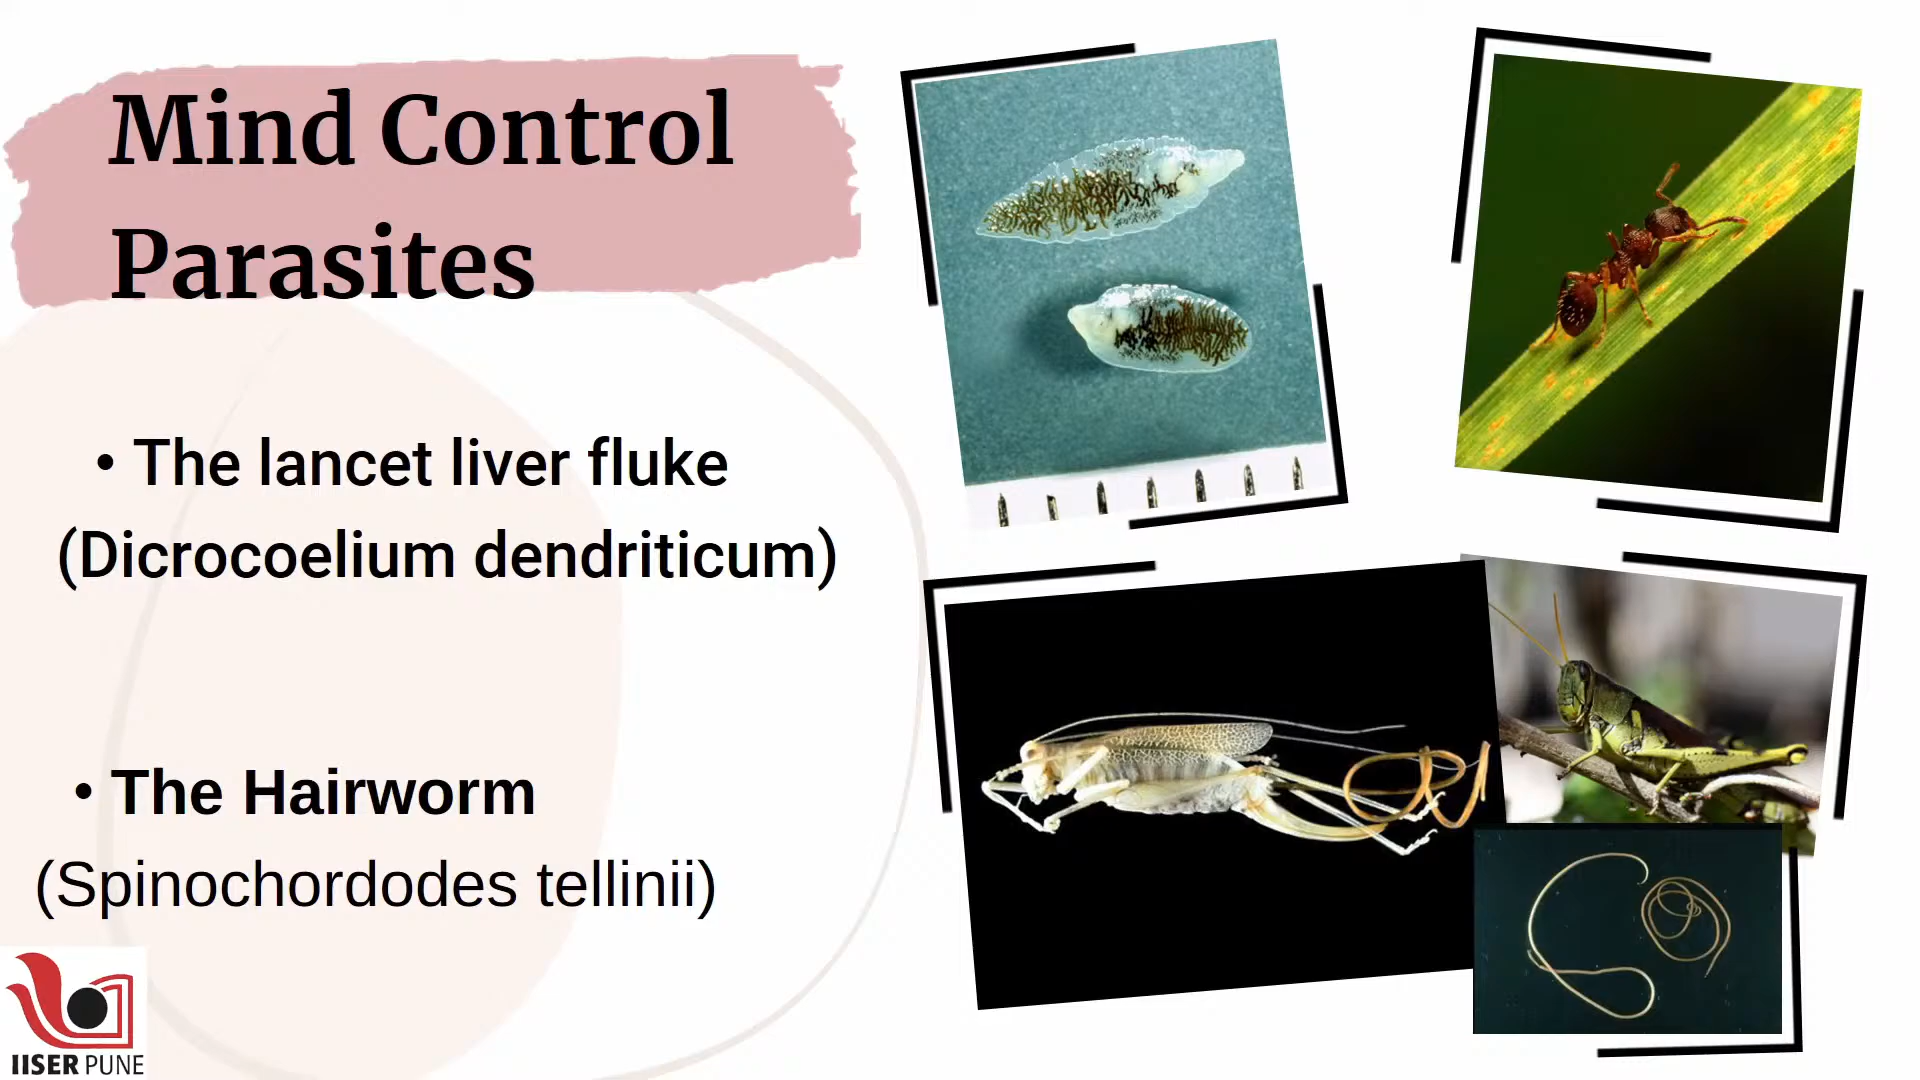 Mind Control
Parasites
• The lancet liver fluke
(Dicrocoelium dendriticum)
• The Hairworm
(Spinochordodes tellinii)
IISER PUNE